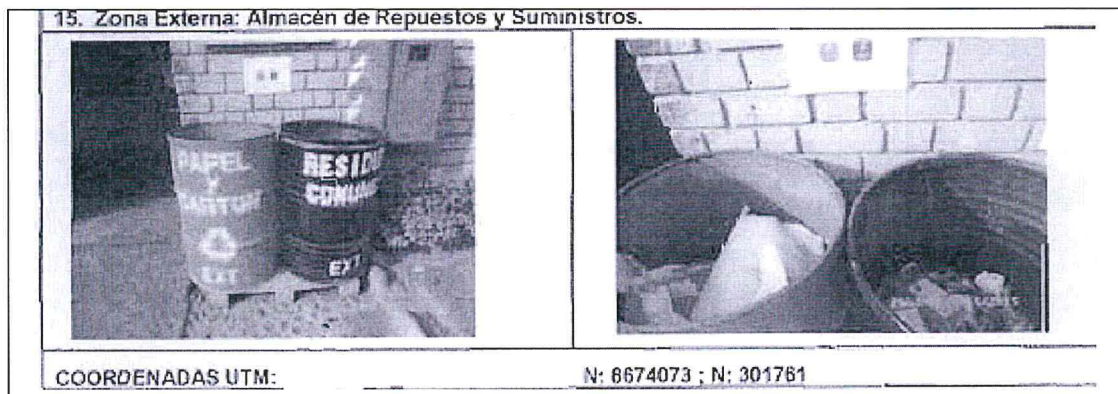 15. Zona Externa: Almacén de Repuestos y Suministros.
PAPEL
Y
CARTON
EXT
RESIDU
COMUNE
EXT
COORDENADAS UTM: N: 8674073 ; N: 301761